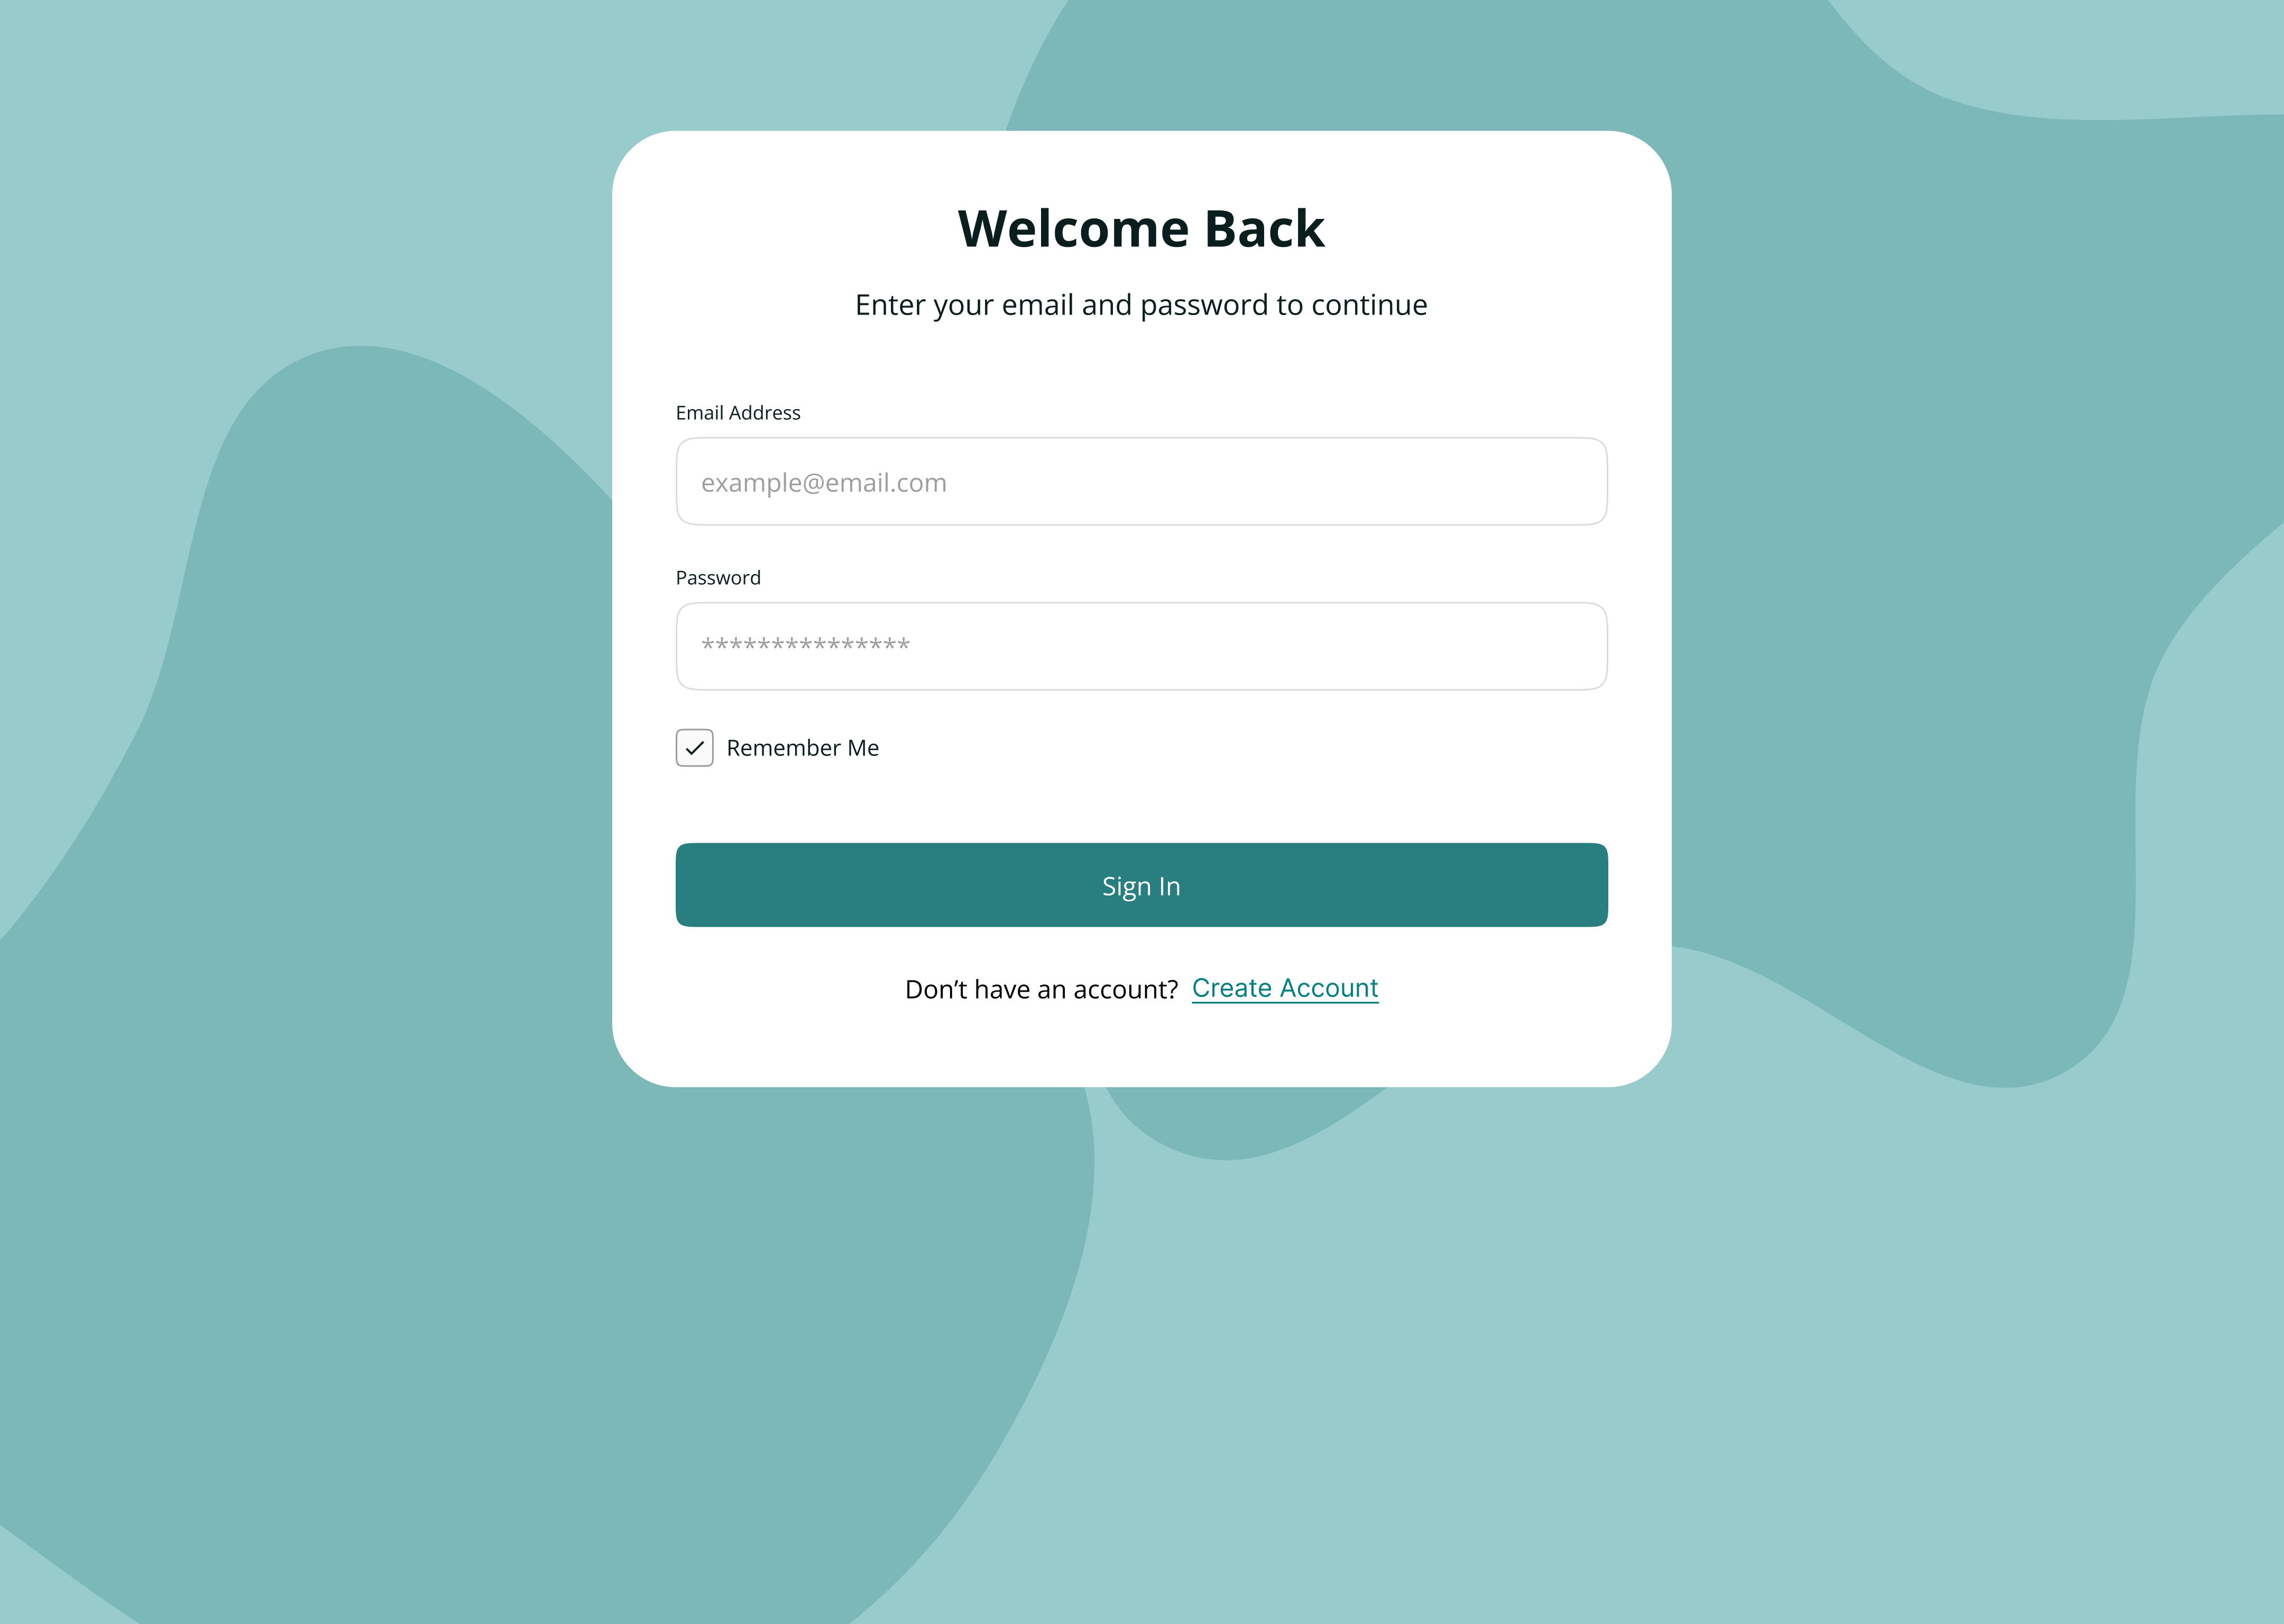 Welcome Back
Enter your email and password to continue
Email Address
example@email.com
Password
***************
Remember Me
Sign In
Don’t have an account? Create Account